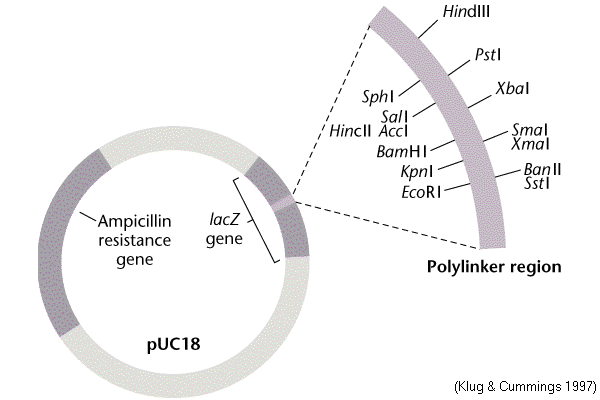 HindIII
PstI
SphI
XbaI
SalI
HincII AccI
SmaI
XmaI
BamHI
KpnI
BanII
SstI
EcoRI
Ampicillin
resistance
gene
lacZ
gene
Polylinker region
pUC18
(Klug & Cummings 1997)